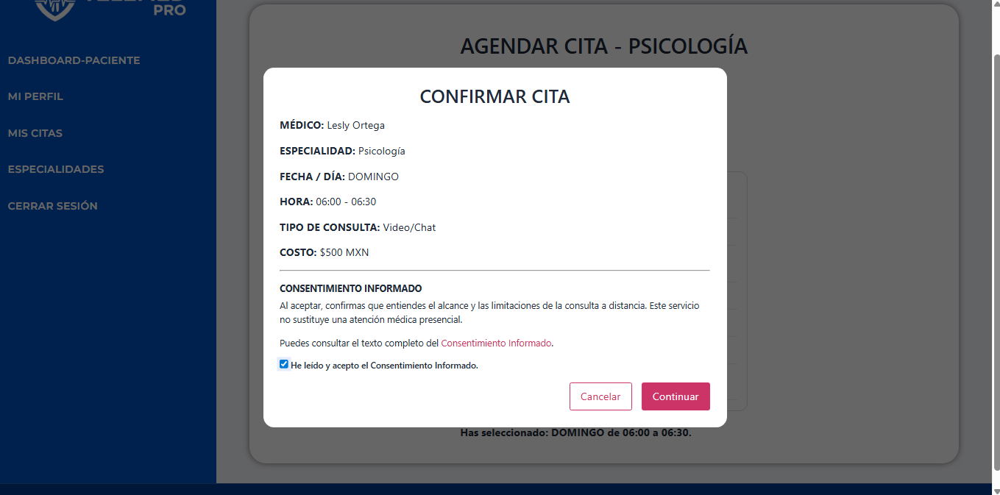 PRO
DASHBOARD-PACIENTE
MI PERFIL
MIS CITAS
ESPECIALIDADES
CERRAR SESIÓN
AGENDAR CITA - PSICOLOGÍA
CONFIRMAR CITA
MÉDICO: Lesly Ortega
ESPECIALIDAD: Psicología
FECHA / DÍA: DOMINGO
HORA: 06:00 - 06:30
TIPO DE CONSULTA: Video/Chat
COSTO: $500 MXN
CONSENTIMIENTO INFORMADO
Al aceptar, confirmas que entiendes el alcance y las limitaciones de la consulta a distancia. Este servicio
no sustituye una atención médica presencial.
Puedes consultar el texto completo del Consentimiento Informado.
He leído y acepto el Consentimiento Informado.
Cancelar
Continuar
Has seleccionado: DOMINGO de 06:00 a 06:30.